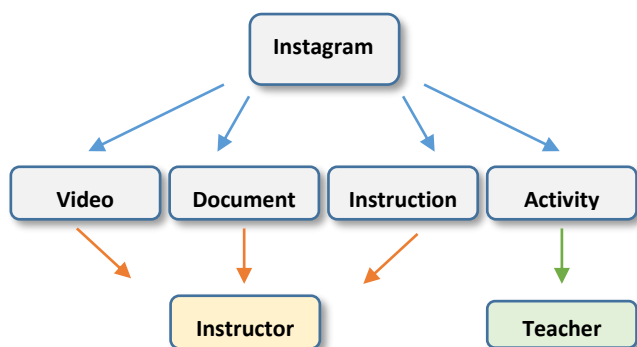 Instagram
Video Document Instruction Activity
Instructor Teacher